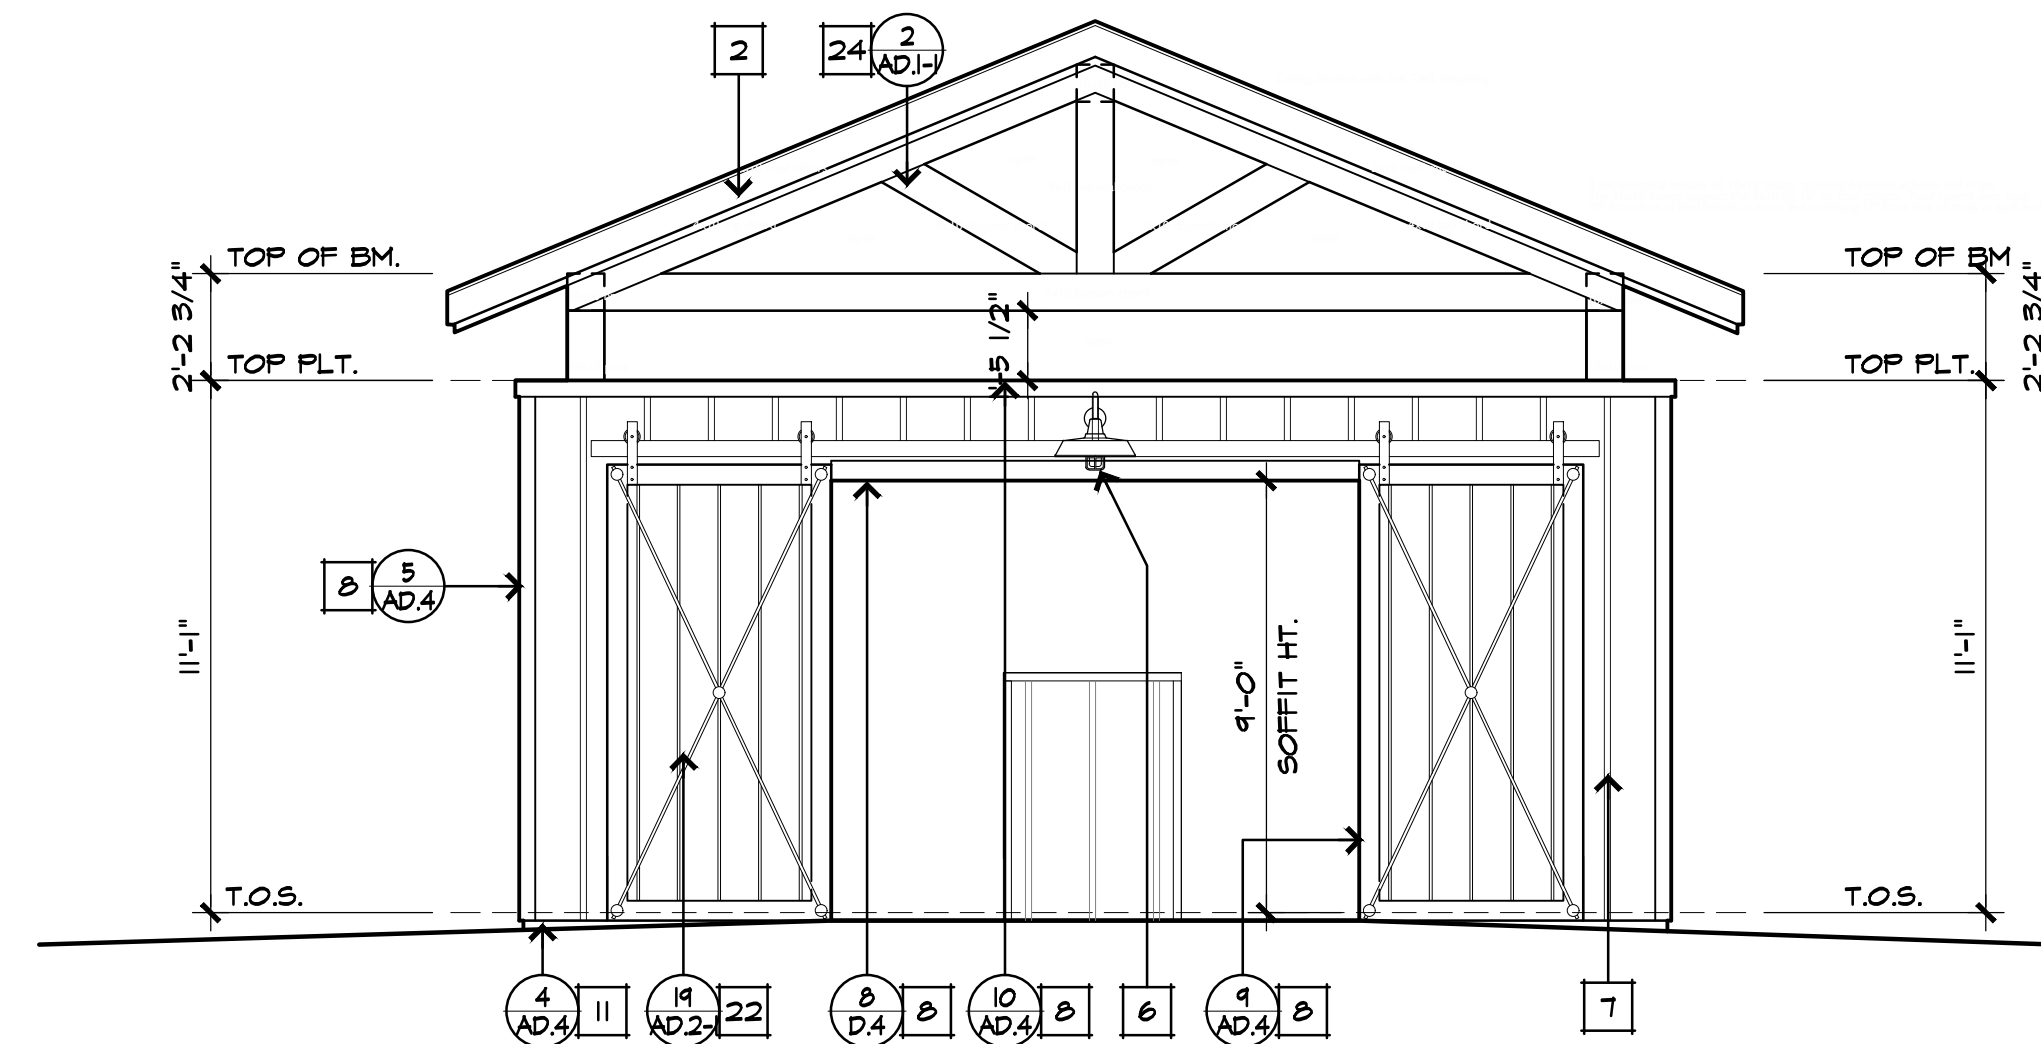 2
24
2
AD.1-1
TOP OF BM.
TOP OF BM
2'-2 3/4"
2'-2 3/4"
-5 1/2"
TOP PLT.
TOP PLT.
8
5
AD.4
11'-1"
11'-1"
9'-0"
SOFFIT HT.
T.O.S.
T.O.S.
4
AD.4
11
19
AD.2-1
22
8
D.4
8
10
AD.4
8
6
9
AD.4
8
7